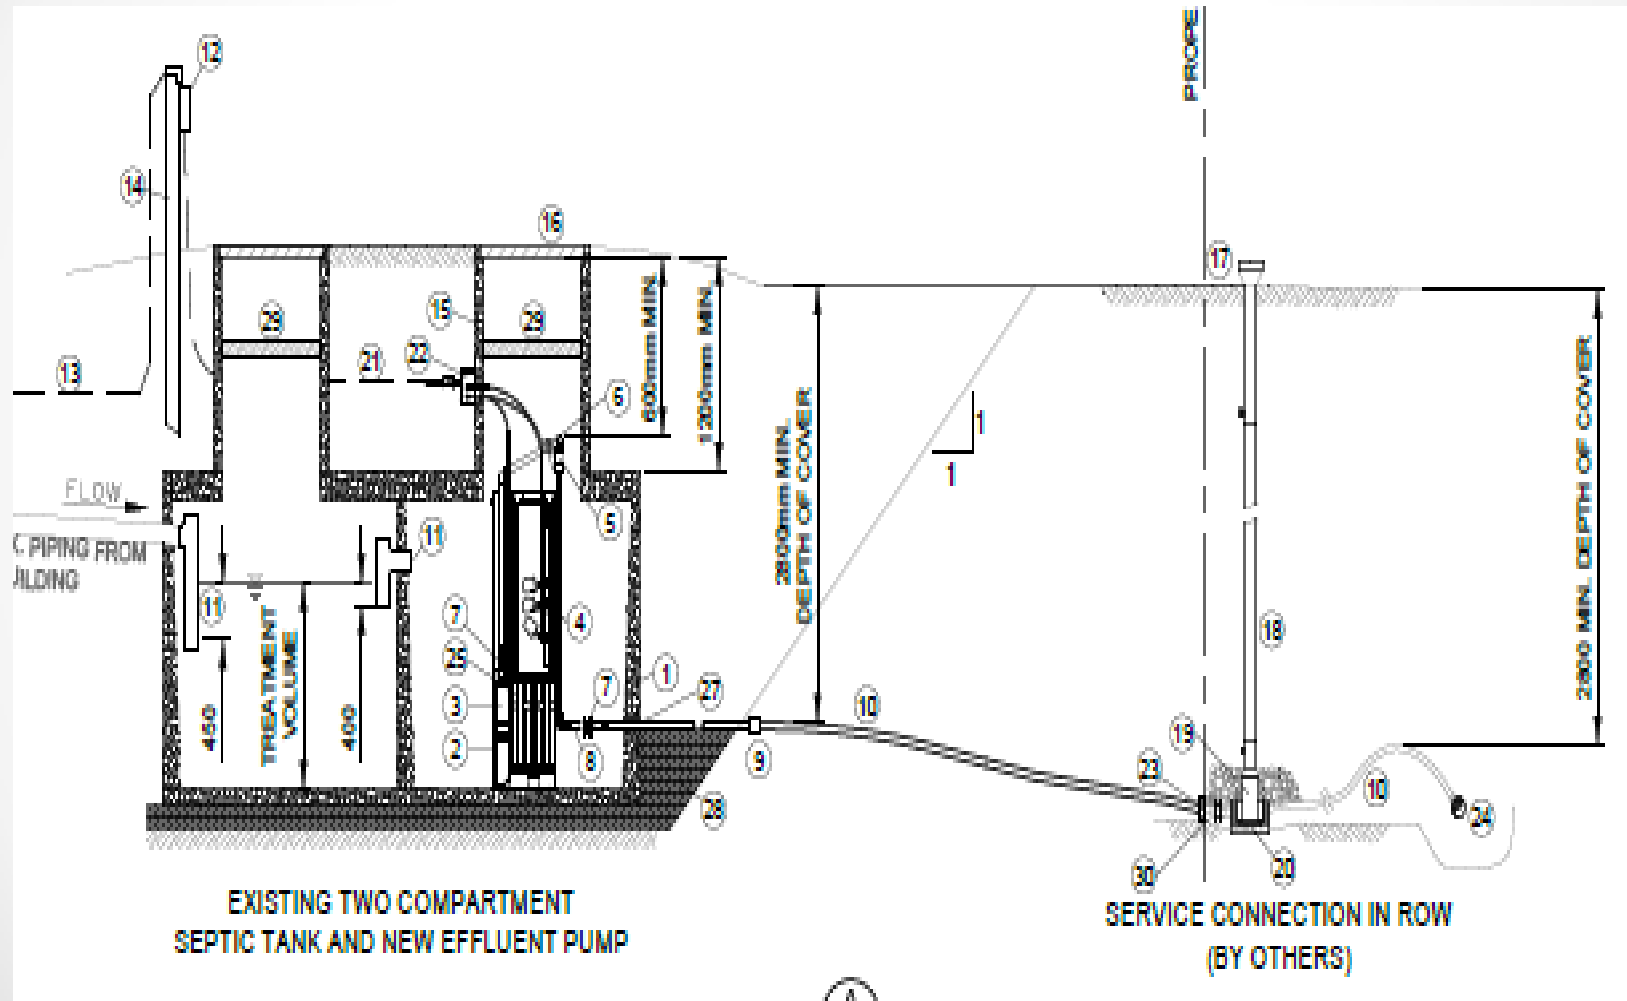 PROPE
12
14
16
17
15
29
29
22
21
13
6
600mm MIN.
1200mm MIN.
2800mm MIN.
DEPTH OF COVER
1
1
2800 MIN. DEPTH OF COVER
FLOW
5
11
PIPING FROM
ILDING
11
TREATMENT
VOLUME
450
400
4
7
1
7
27
3
2
8
9
10
18
19
23
10
24
28
30
20
EXISTING TWO COMPARTMENT
SEPTIC TANK AND NEW EFFLUENT PUMP
SERVICE CONNECTION IN ROW
(BY OTHERS)
A